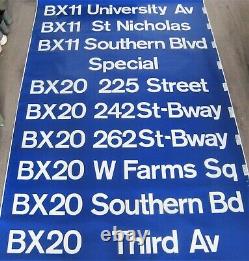 BX11 University Av
BX11 St Nicholas
BX11 Southern Blvd
Special
BX20 225 Street
BX20 242St-Bway
BX20 262St-Bway
BX20 W Farms Sq
BX20 Southern Bd
BX20 Third Av